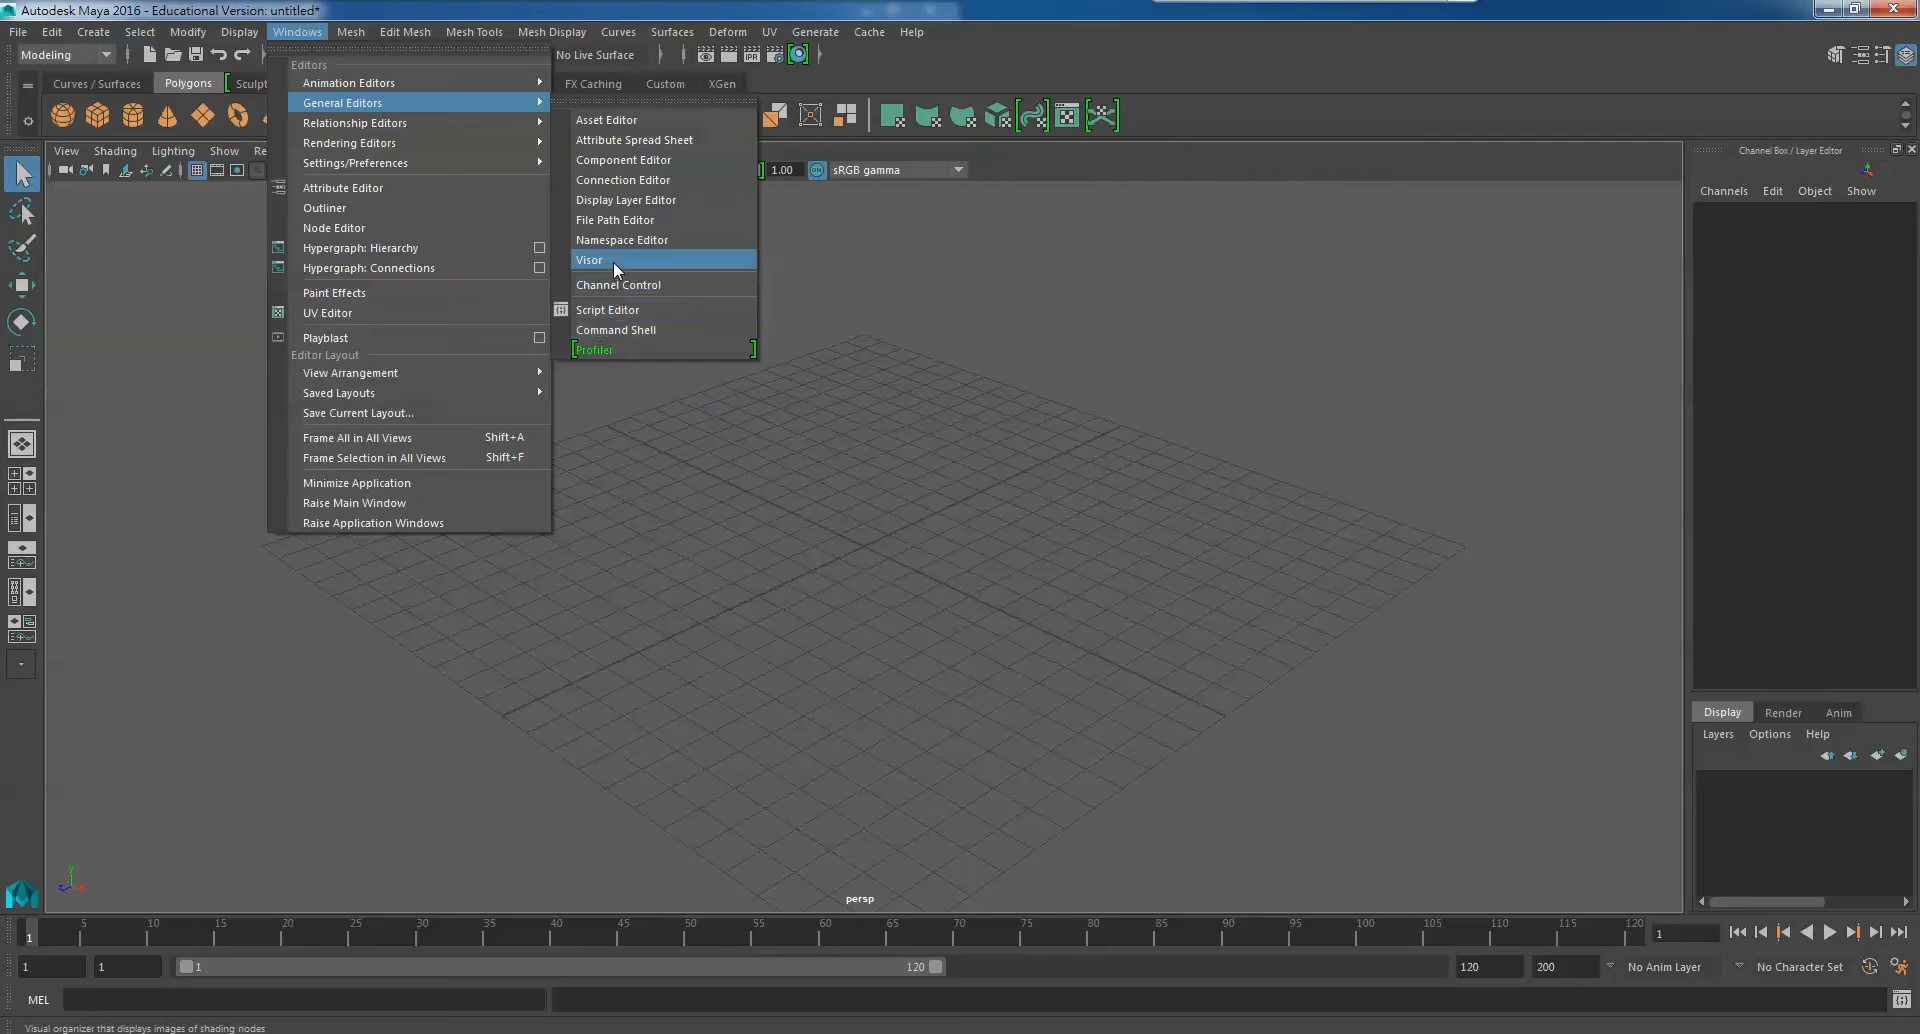 Autodesk Maya 2016 - Educational Version: untitled*
File Edit Create Select Modify Display Windows Mesh Edit Mesh Mesh Tools Mesh Display Curves Surfaces Deform UV Generate Cache Help
Modeling
No Live Surface
Curves / Surfaces Polygons Sculpt
FX Caching Custom XGen
View Shading Lighting Show Re
1.00 sRGB gamma
Editors
Animation Editors
General Editors
Relationship Editors
Rendering Editors
Settings/Preferences
Attribute Editor
Outliner
Node Editor
Hypergraph: Hierarchy
Hypergraph: Connections
Paint Effects
UV Editor
Playblast
Editor Layout
View Arrangement
Saved Layouts
Save Current Layout...
Frame All in All Views Shift+A
Frame Selection in All Views Shift+F
Minimize Application
Raise Main Window
Raise Application Windows
Asset Editor
Attribute Spread Sheet
Component Editor
Connection Editor
Display Layer Editor
File Path Editor
Namespace Editor
Visor
Channel Control
Script Editor
Command Shell
Profiler
Channel Box / Layer Editor
Channels Edit Object Show
Display Render Anim
Layers Options Help
y
z
persp
5 10 15 20 25 30 35 40 45 50 55 60 65 70 75 80 85 90 95 100 105 110 115 120
1
1
1 1 1 120 120 200 No Anim Layer No Character Set
MEL
Visual organizer that displays images of shading nodes